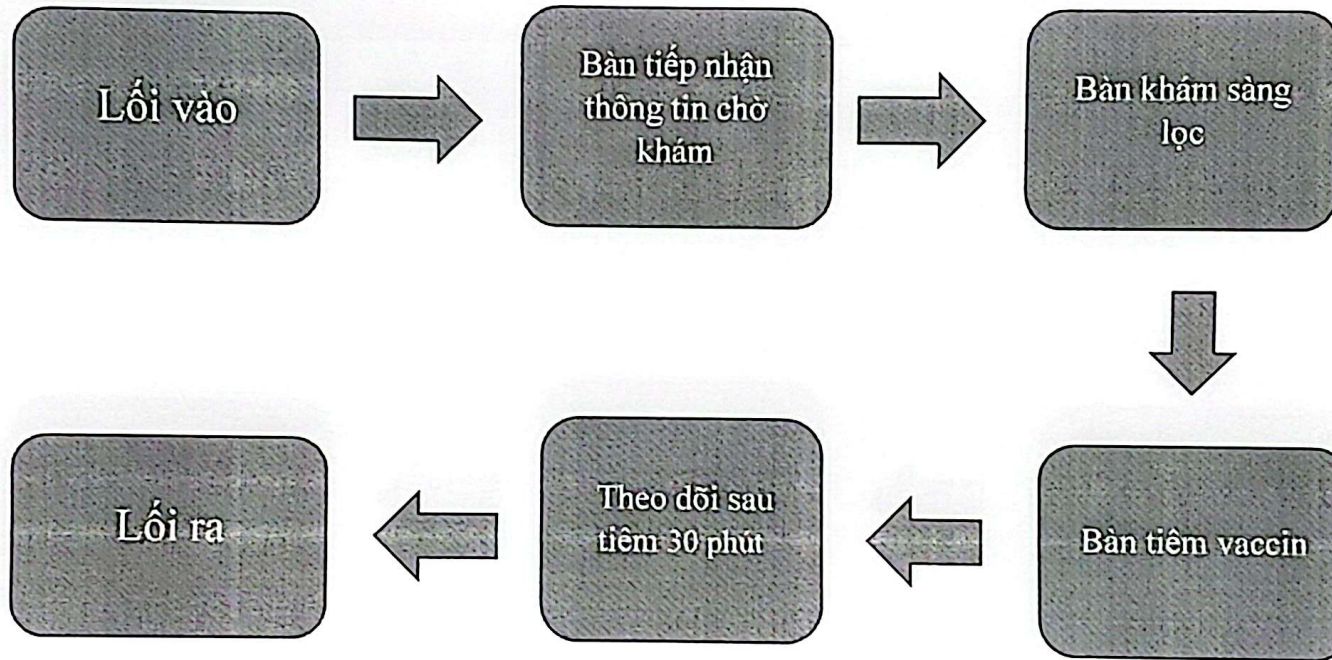 Lối vào
Bàn tiếp nhận
thông tin chờ
khám
Bàn khám sàng
lọc
Bàn tiêm vaccin
Theo dõi sau
tiêm 30 phút
Lối ra